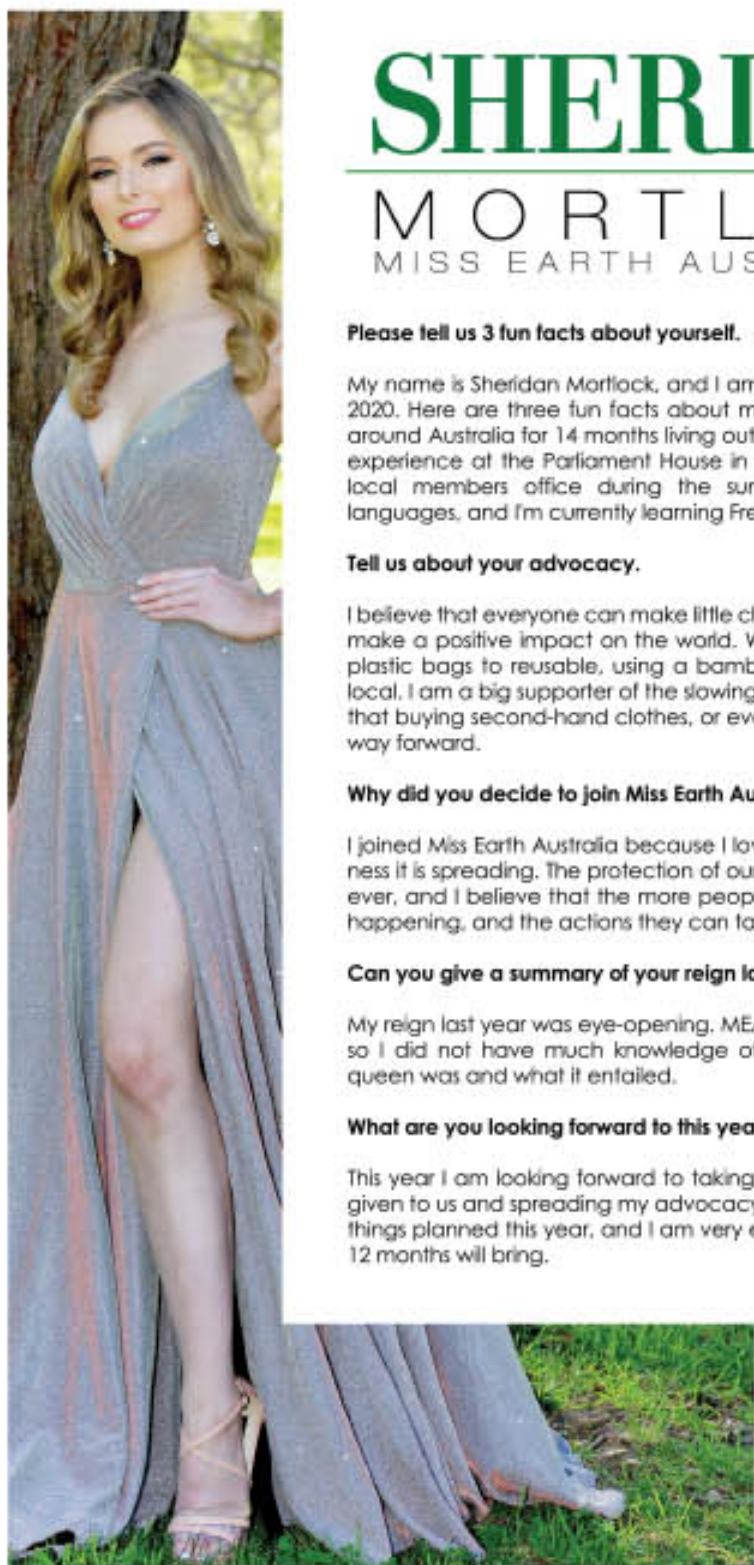 SHERI
MORTL
MISS EARTH AUS
Please tell us 3 fun facts about yourself.
My name is Sheridan Mortlock, and I am
2020. Here are three fun facts about m
around Australia for 14 months living out
experience at the Parliament House in
local members office during the sur
languages, and I'm currently learning Fre
Tell us about your advocacy.
I believe that everyone can make little cl
make a positive impact on the world. W
plastic bags to reusable, using a bamb
local. I am a big supporter of the slowing
that buying second-hand clothes, or eve
way forward.
Why did you decide to join Miss Earth Au
I joined Miss Earth Australia because I lov
ness it is spreading. The protection of our
ever, and I believe that the more peop
happening, and the actions they can ta
Can you give a summary of your reign la
My reign last year was eye-opening. MEA
so I did not have much knowledge of
queen was and what it entailed.
What are you looking forward to this yea
This year I am looking forward to taking
given to us and spreading my advocacy
things planned this year, and I am very e
12 months will bring.